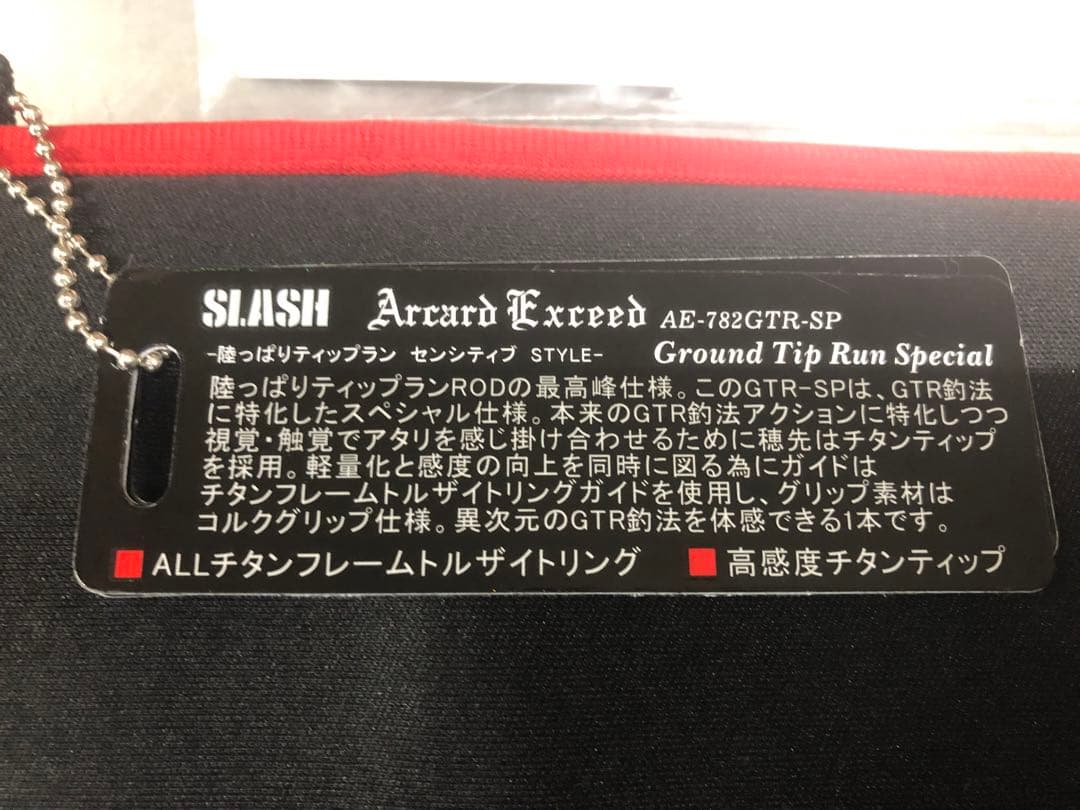 SLASH Arcard Exceed AE-782GTR-SP
-陸っぱりティップラン センシティブ STYLE- Ground Tip Run Special
陸っぱりティップランRODの最高峰仕様。このGTR-SPは、GTR釣法
に特化したスペシャル仕様。本来のGTR釣法アクションに特化しつつ
視覚・触覚でアタリを感じ掛け合わせるために穂先はチタンティップ
を採用。軽量化と感度の向上を同時に図る為にガイドは
チタンフレームトルザイトリングガイドを使用し、グリップ素材は
コルクグリップ仕様。異次元のGTR釣法を体感できる1本です。
ALLチタンフレームトルザイトリング 高感度チタンティップ